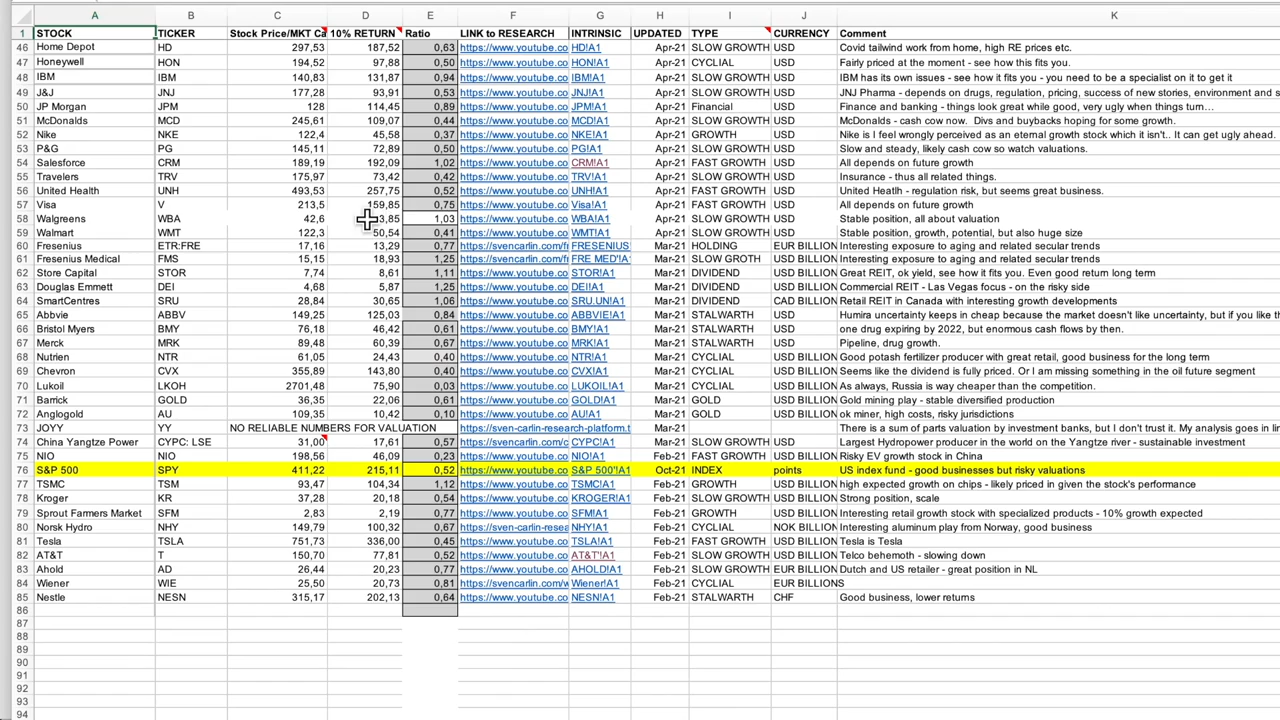 A B C D E F G H I J K
1 STOCK TICKER Stock Price/MKT Ca 10% RETURN Ratio LINK to RESEARCH INTRINSIC UPDATED TYPE CURRENCY Comment
46 Home Depot HD 297,53 187,52 0,63 https://www.youtube.co HD!A1 Apr-21 SLOW GROWTH USD Covid tailwind work from home, high RE prices etc.
47 Honeywell HON 194,52 97,88 0,50 https://www.youtube.co HON!A1 Apr-21 CYCLIAL USD Fairly priced at the moment - see how this fits you.
48 IBM IBM 140,83 131,87 0,94 https://www.youtube.co IBM!A1 Apr-21 SLOW GROWTH USD IBM has its own issues - see how it fits you - you need to be a specialist on it to get it
49 J&J JNJ 177,28 93,91 0,53 https://www.youtube.co JNJ!A1 Apr-21 SLOW GROWTH USD JNJ Pharma - depends on drugs, regulation, pricing, success of new stories, environment and s
50 JP Morgan JPM 128 114,45 0,89 https://www.youtube.co JPM!A1 Apr-21 Financial USD Finance and banking - things look great while good, very ugly when things turn...
51 McDonalds MCD 245,61 109,07 0,44 https://www.youtube.co MCD!A1 Apr-21 SLOW GROWTH USD McDonalds - cash cow now. Divs and buybacks hoping for some growth.
52 Nike NKE 122,4 45,58 0,37 https://www.youtube.co NKE!A1 Apr-21 GROWTH USD Nike is I feel wrongly perceived as an eternal growth stock which it isn't.. It can get ugly ahead.
53 P&G PG 145,11 72,89 0,50 https://www.youtube.co PG!A1 Apr-21 SLOW GROWTH USD Slow and steady, likely cash cow so watch valuations.
54 Salesforce CRM 189,19 192,09 1,02 https://www.youtube.co CRM!A1 Apr-21 FAST GROWTH USD All depends on future growth
55 Travelers TRV 175,97 73,42 0,42 https://www.youtube.co TRV!A1 Apr-21 SLOW GROWTH USD Insurance - thus all related things.
56 United Health UNH 493,53 257,75 0,52 https://www.youtube.co UNH!A1 Apr-21 FAST GROWTH USD United Heatlh - regulation risk, but seems great business.
57 Visa V 213,5 159,85 0,75 https://www.youtube.co Visa!A1 Apr-21 FAST GROWTH USD All depends on future growth
58 Walgreens WBA 42,6 3,85 1,03 https://www.youtube.co WBA!A1 Apr-21 SLOW GROWTH USD Stable position, all about valuation
59 Walmart WMT 122,3 50,54 0,41 https://www.youtube.co WMT!A1 Apr-21 SLOW GROWTH USD Stable position, growth, potential, but also huge size
60 Fresenius ETR:FRE 17,16 13,29 0,77 https://svencarlin.com/f FRESENIUS Mar-21 HOLDING EUR BILLION Interesting exposure to aging and related secular trends
61 Fresenius Medical FMS 15,15 18,93 1,25 https://svencarlin.com/f FRE MED'!A Mar-21 SLOW GROTH USD BILLION Interesting exposure to aging and related secular trends
62 Store Capital STOR 7,74 8,61 1,11 https://www.youtube.co STOR!A1 Mar-21 DIVIDEND USD BILLION Great REIT, ok yield, see how it fits you. Even good return long term
63 Douglas Emmett DEI 4,68 5,87 1,25 https://www.youtube.co DEI!A1 Mar-21 DIVIDEND USD BILLION Commercial REIT - Las Vegas focus - on the risky side
64 SmartCentres SRU 28,84 30,65 1,06 https://www.youtube.co SRU.UN!A1 Mar-21 DIVIDEND CAD BILLION Retail REIT in Canada with interesting growth developments
65 Abbvie ABBV 149,25 125,03 0,84 https://www.youtube.co ABBVIE!A1 Mar-21 STALWARTH USD Humira uncertainty keeps in cheap because the market doesn't like uncertainty, but if you like th
66 Bristol Myers BMY 76,18 46,42 0,61 https://www.youtube.co BMY!A1 Mar-21 STALWARTH USD one drug expiring by 2022, but enormous cash flows by then.
67 Merck MRK 89,48 60,39 0,67 https://www.youtube.co MRK!A1 Mar-21 STALWARTH USD Pipeline, drug growth.
68 Nutrien NTR 61,05 24,43 0,40 https://www.youtube.co NTR!A1 Mar-21 CYCLIAL USD BILLION Good potash fertilizer producer with great retail, good business for the long term
69 Chevron CVX 355,89 143,80 0,40 https://www.youtube.co CVX!A1 Mar-21 CYCLIAL USD BILLION Seems like the dividend is fully priced. Or I am missing something in the oil future segment
70 Lukoil LKOH 2701,48 75,90 0,03 https://www.youtube.co LUKOIL!A1 Mar-21 CYCLIAL USD BILLION As always, Russia is way cheaper than the competition.
71 Barrick GOLD 36,35 22,06 0,61 https://www.youtube.co GOLD!A1 Mar-21 GOLD USD BILLION Gold mining play - stable diversified production
72 Anglogold AU 109,35 10,42 0,10 https://www.youtube.co AU!A1 Mar-21 GOLD USD BILLION ok miner, high costs, risky jurisdictions
73 JOYY YY NO RELIABLE NUMBERS FOR VALUATION https://sven-carlin-research-platform.t Mar-21 There is a sum of parts valuation by investment banks, but I don't trust it. My analysis goes in li
74 China Yangtze Power CYPC: LSE 31,00 17,61 0,57 https://svencarlin.com/c CYPC!A1 Mar-21 SLOW GROWTH USD BILLION Largest Hydropower producer in the world on the Yangtze river - sustainable investment
75 NIO NIO 198,56 46,09 0,23 https://www.youtube.co NIO!A1 Feb-21 FAST GROWTH USD BILLION Risky EV growth stock in China
76 S&P 500 SPY 411,22 215,11 0,52 https://www.youtube.co S&P 500'!A1 Oct-21 INDEX points US index fund - good businesses but risky valuations
77 TSMC TSM 93,47 104,34 1,12 https://www.youtube.co TSMC!A1 Feb-21 GROWTH USD BILLION high expected growth on chips - likely priced in given the stock's performance
78 Kroger KR 37,28 20,18 0,54 https://www.youtube.co KROGER!A1 Feb-21 SLOW GROWTH USD BILLION Strong position, scale
79 Sprout Farmers Market SFM 2,83 2,19 0,77 https://www.youtube.co SFM!A1 Feb-21 GROWTH USD BILLION Interesting retail growth stock with specialized products - 10% growth expected
80 Norsk Hydro NHY 149,79 100,32 0,67 https://sven-carlin-resea NHY!A1 Feb-21 CYCLIAL NOK BILLION Interesting aluminum play from Norway, good business
81 Tesla TSLA 751,73 336,00 0,45 https://www.youtube.co TSLA!A1 Feb-21 FAST GROWTH USD BILLION Tesla is Tesla
82 AT&T T 150,70 77,81 0,52 https://www.youtube.co AT&T'!A1 Feb-21 SLOW GROWTH USD BILLION Telco behemoth - slowing down
83 Ahold AD 26,44 20,23 0,77 https://www.youtube.co AHOLD!A1 Feb-21 SLOW GROWTH EUR BILLION Dutch and US retailer - great position in NL
84 Wiener WIE 25,50 20,73 0,81 https://svencarlin.com/w Wiener!A1 Feb-21 CYCLIAL EUR BILLIONS
85 Nestle NESN 315,17 202,13 0,64 https://www.youtube.co NESN!A1 Feb-21 STALWARTH CHF Good business, lower returns
86
87
88
89
90
91
92
93
94